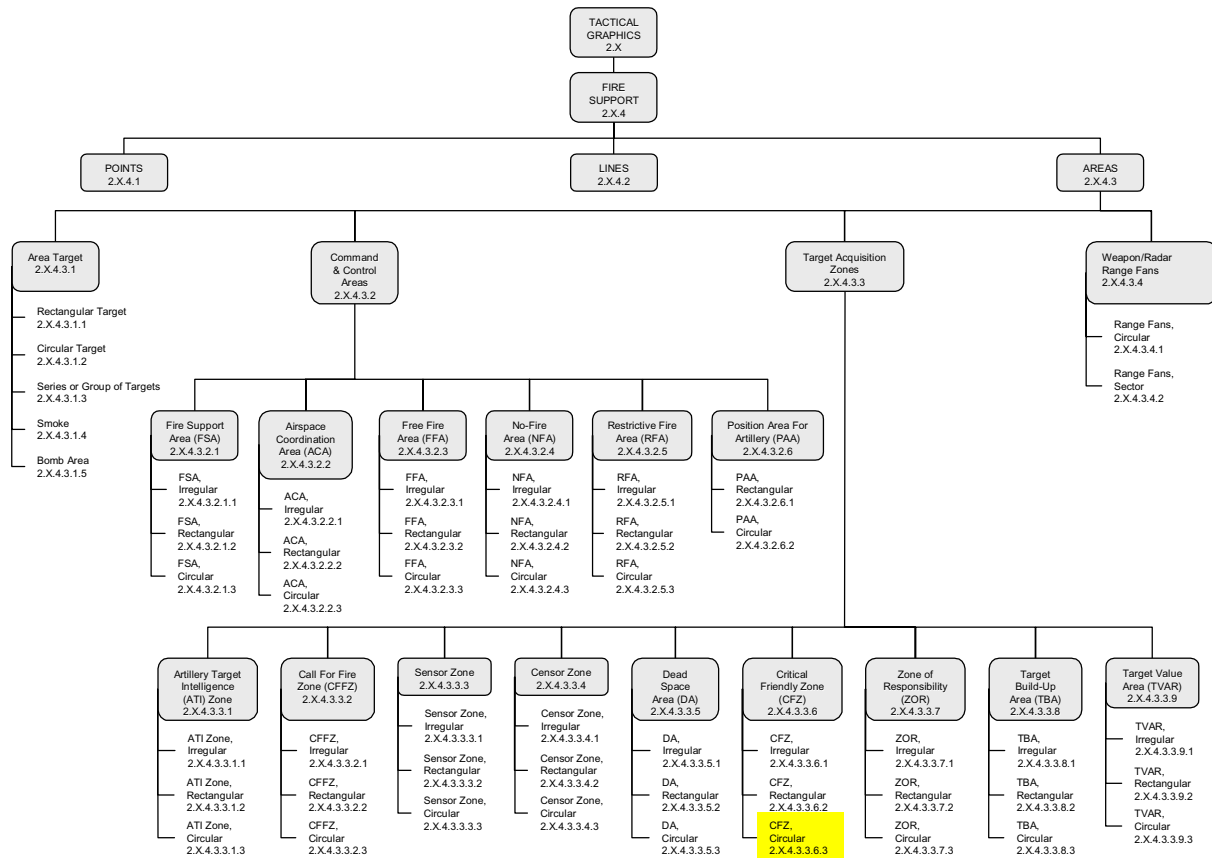 TACTICAL
GRAPHICS
2.X
FIRE
SUPPORT
2.X.4
POINTS
2.X.4.1
LINES
2.X.4.2
AREAS
2.X.4.3
Area Target
2.X.4.3.1
Rectangular Target
2.X.4.3.1.1
Circular Target
2.X.4.3.1.2
Series or Group of Targets
2.X.4.3.1.3
Smoke
2.X.4.3.1.4
Bomb Area
2.X.4.3.1.5
Command
& Control
Areas
2.X.4.3.2
Fire Support
Area (FSA)
2.X.4.3.2.1
FSA,
Irregular
2.X.4.3.2.1.1
FSA,
Rectangular
2.X.4.3.2.1.2
FSA,
Circular
2.X.4.3.2.1.3
Airspace
Coordination
Area (ACA)
2.X.4.3.2.2
ACA,
Irregular
2.X.4.3.2.2.1
ACA,
Rectangular
2.X.4.3.2.2.2
ACA,
Circular
2.X.4.3.2.2.3
Free Fire
Area (FFA)
2.X.4.3.2.3
FFA,
Irregular
2.X.4.3.2.3.1
FFA,
Rectangular
2.X.4.3.2.3.2
FFA,
Circular
2.X.4.3.2.3.3
No-Fire
Area (NFA)
2.X.4.3.2.4
NFA,
Irregular
2.X.4.3.2.4.1
NFA,
Rectangular
2.X.4.3.2.4.2
NFA,
Circular
2.X.4.3.2.4.3
Restrictive Fire
Area (RFA)
2.X.4.3.2.5
RFA,
Irregular
2.X.4.3.2.5.1
RFA,
Rectangular
2.X.4.3.2.5.2
RFA,
Circular
2.X.4.3.2.5.3
Position Area For
Artillery (PAA)
2.X.4.3.2.6
PAA,
Rectangular
2.X.4.3.2.6.1
PAA,
Circular
2.X.4.3.2.6.2
Target Acquisition
Zones
2.X.4.3.3
Artillery Target
Intelligence
(ATI) Zone
2.X.4.3.3.1
ATI Zone,
Irregular
2.X.4.3.3.1.1
ATI Zone,
Rectangular
2.X.4.3.3.1.2
ATI Zone,
Circular
2.X.4.3.3.1.3
Call For Fire
Zone (CFFZ)
2.X.4.3.3.2
CFFZ,
Irregular
2.X.4.3.3.2.1
CFFZ,
Rectangular
2.X.4.3.3.2.2
CFFZ,
Circular
2.X.4.3.3.2.3
Sensor Zone
2.X.4.3.3.3
Sensor Zone,
Irregular
2.X.4.3.3.3.1
Sensor Zone,
Rectangular
2.X.4.3.3.3.2
Sensor Zone,
Circular
2.X.4.3.3.3.3
Censor Zone
2.X.4.3.3.4
Censor Zone,
Irregular
2.X.4.3.3.4.1
Censor Zone,
Rectangular
2.X.4.3.3.4.2
Censor Zone,
Circular
2.X.4.3.3.4.3
Dead
Space
Area (DA)
2.X.4.3.3.5
DA,
Irregular
2.X.4.3.3.5.1
DA,
Rectangular
2.X.4.3.3.5.2
DA,
Circular
2.X.4.3.3.5.3
Critical
Friendly Zone
(CFZ)
2.X.4.3.3.6
CFZ,
Irregular
2.X.4.3.3.6.1
CFZ,
Rectangular
2.X.4.3.3.6.2
CFZ,
Circular
2.X.4.3.3.6.3
Zone of
Responsibility
(ZOR)
2.X.4.3.3.7
ZOR,
Irregular
2.X.4.3.3.7.1
ZOR,
Rectangular
2.X.4.3.3.7.2
ZOR,
Circular
2.X.4.3.3.7.3
Target
Build-Up
Area (TBA)
2.X.4.3.3.8
TBA,
Irregular
2.X.4.3.3.8.1
TBA,
Rectangular
2.X.4.3.3.8.2
TBA,
Circular
2.X.4.3.3.8.3
Target Value
Area (TVAR)
2.X.4.3.3.9
TVAR,
Irregular
2.X.4.3.3.9.1
TVAR,
Rectangular
2.X.4.3.3.9.2
TVAR,
Circular
2.X.4.3.3.9.3
Weapon/Radar
Range Fans
2.X.4.3.4
Range Fans,
Circular
2.X.4.3.4.1
Range Fans,
Sector
2.X.4.3.4.2